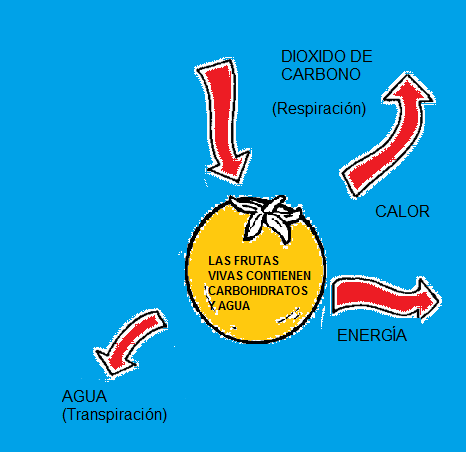 DIOXIDO DE
CARBONO
(Respiración)
CALOR
LAS FRUTAS
VIVAS CONTIENEN
CARBOHIDRATOS
Y AGUA
ENERGÍA
AGUA
(Transpiración)